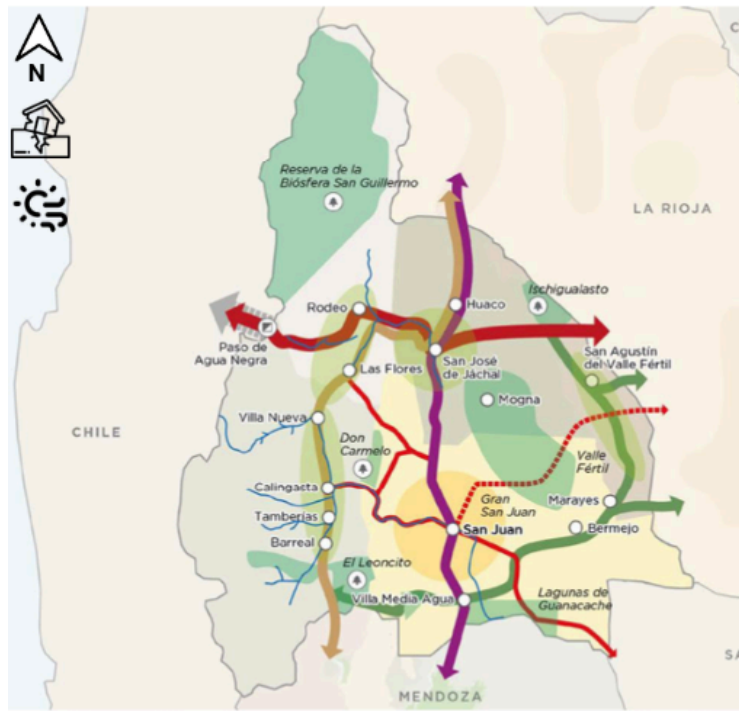 N
C
Reserva de la
Biósfera San Guillermo
LA RIOJA
Ischigualasto
Rodeo
Huaco
Paso de
Agua Negra
San José
de Jáchal
San Agustín
del Valle Fértil
Las Flores
Mogna
Villa Nueva
CHILE
Don
Carmelo
Valle
Fértil
Calingasta
Gran
San Juan
Marayes
Tamberías
San Juan
Bermejo
Barreal
El Leoncito
Villa Media Agua
Lagunas de
Guanacache
SA
MENDOZA